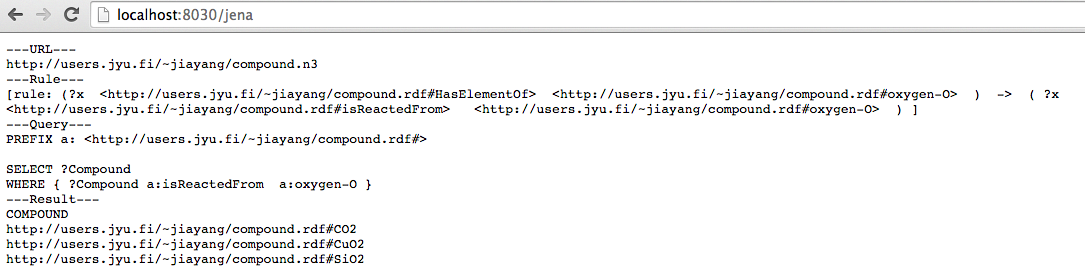 localhost:8030/jena
---URL---
http://users.jyu.fi/~jiayang/compound.n3
---Rule---
[rule: (?x  <http://users.jyu.fi/~jiayang/compound.rdf#HasElementOf>  <http://users.jyu.fi/~jiayang/compound.rdf#oxygen-O>  )  ->  ( ?x
<http://users.jyu.fi/~jiayang/compound.rdf#isReactedFrom>   <http://users.jyu.fi/~jiayang/compound.rdf#oxygen-O>  ) ]
---Query---
PREFIX a: <http://users.jyu.fi/~jiayang/compound.rdf#>
SELECT ?Compound
WHERE { ?Compound a:isReactedFrom  a:oxygen-O }
---Result---
COMPOUND
http://users.jyu.fi/~jiayang/compound.rdf#CO2
http://users.jyu.fi/~jiayang/compound.rdf#CuO2
http://users.jyu.fi/~jiayang/compound.rdf#SiO2